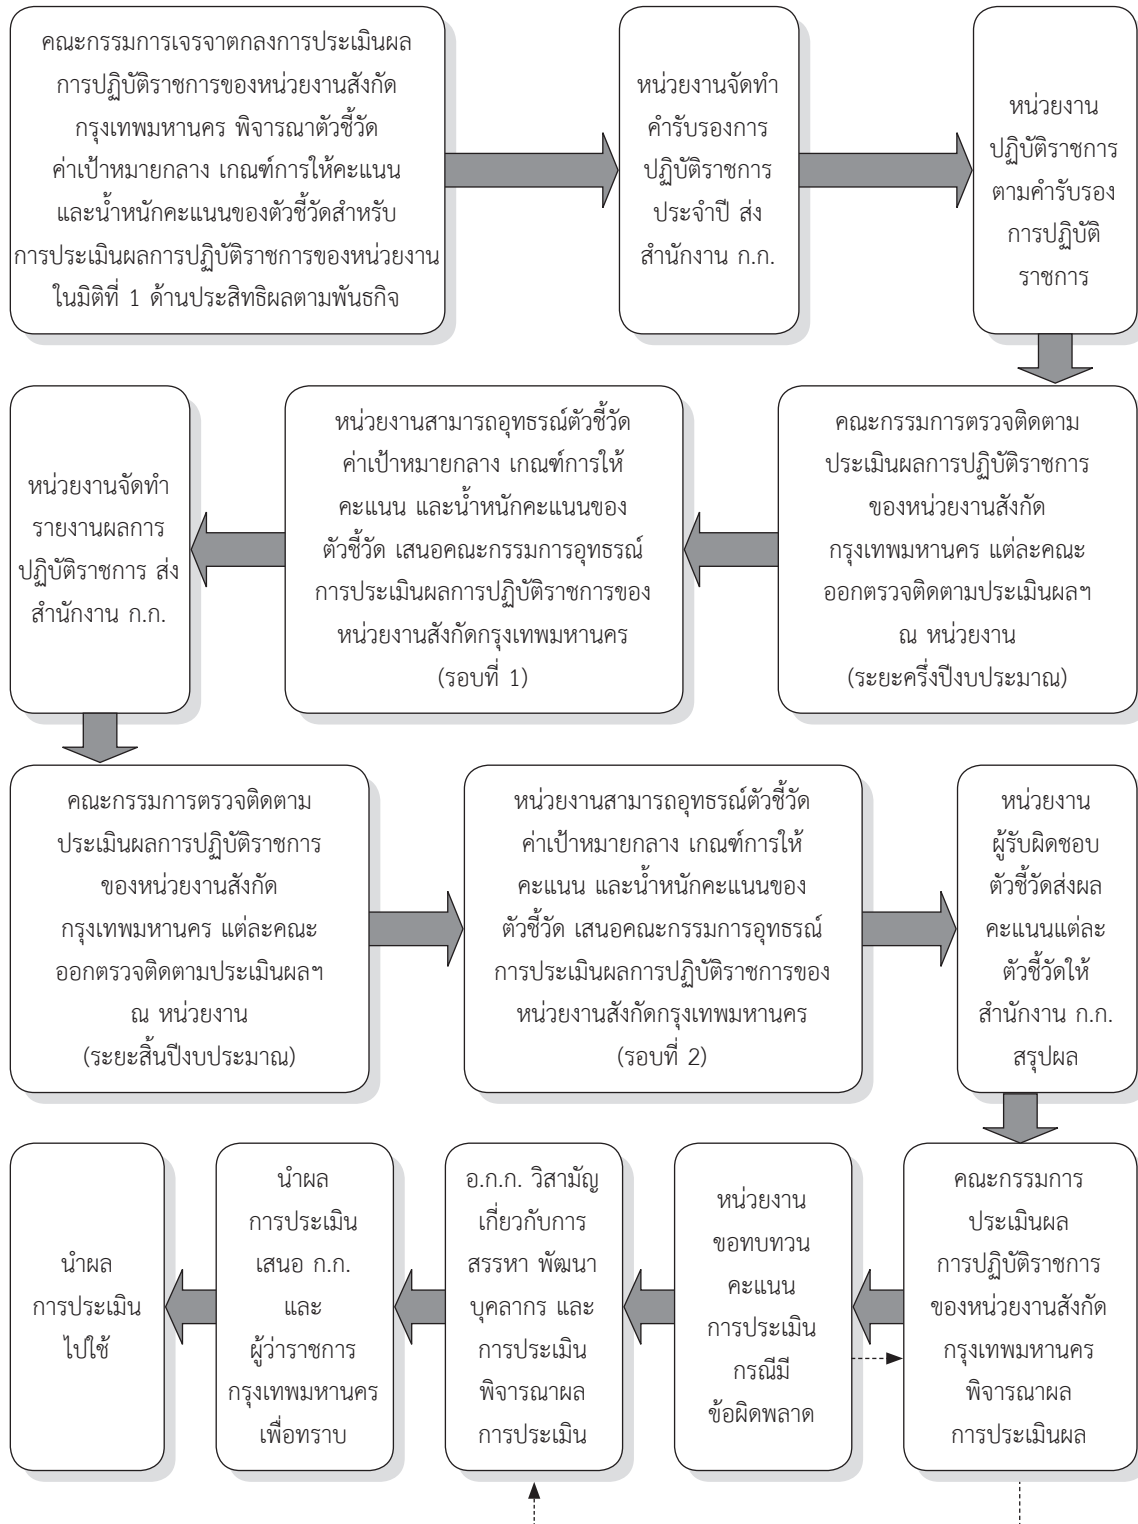 คณะกรรมการเจรจาตกลงการประเมินผล
การปฏิบัติราชการของหน่วยงานสังกัด
กรุงเทพมหานคร พิจารณาตัวชี้วัด
ค่าเป้าหมายกลาง เกณฑ์การให้คะแนน
และน้ำหนักคะแนนของตัวชี้วัดสำหรับ
การประเมินผลการปฏิบัติราชการของหน่วยงาน
ในมิติที่ 1 ด้านประสิทธิผลตามพันธกิจ
หน่วยงานจัดทำ
คำรับรองการ
ปฏิบัติราชการ
ประจำปี ส่ง
สำนักงาน ก.ก.
หน่วยงาน
ปฏิบัติราชการ
ตามคำรับรอง
การปฏิบัติ
ราชการ
คณะกรรมการตรวจติดตาม
ประเมินผลการปฏิบัติราชการ
ของหน่วยงานสังกัด
กรุงเทพมหานคร แต่ละคณะ
ออกตรวจติดตามประเมินผลฯ
ณ หน่วยงาน
(ระยะครึ่งปีงบประมาณ)
หน่วยงานสามารถอุทธรณ์ตัวชี้วัด
ค่าเป้าหมายกลาง เกณฑ์การให้
คะแนน และน้ำหนักคะแนนของ
ตัวชี้วัด เสนอคณะกรรมการอุทธรณ์
การประเมินผลการปฏิบัติราชการของ
หน่วยงานสังกัดกรุงเทพมหานคร
(รอบที่ 1)
หน่วยงานจัดทำ
รายงานผลการ
ปฏิบัติราชการ ส่ง
สำนักงาน ก.ก.
คณะกรรมการตรวจติดตาม
ประเมินผลการปฏิบัติราชการ
ของหน่วยงานสังกัด
กรุงเทพมหานคร แต่ละคณะ
ออกตรวจติดตามประเมินผลฯ
ณ หน่วยงาน
(ระยะสิ้นปีงบประมาณ)
หน่วยงานสามารถอุทธรณ์ตัวชี้วัด
ค่าเป้าหมายกลาง เกณฑ์การให้
คะแนน และน้ำหนักคะแนนของ
ตัวชี้วัด เสนอคณะกรรมการอุทธรณ์
การประเมินผลการปฏิบัติราชการของ
หน่วยงานสังกัดกรุงเทพมหานคร
(รอบที่ 2)
หน่วยงาน
ผู้รับผิดชอบ
ตัวชี้วัดส่งผล
คะแนนแต่ละ
ตัวชี้วัดให้
สำนักงาน ก.ก.
สรุปผล
คณะกรรมการ
ประเมินผล
การปฏิบัติราชการ
ของหน่วยงานสังกัด
กรุงเทพมหานคร
พิจารณาผล
การประเมินผล
หน่วยงาน
ขอทบทวน
คะแนน
การประเมิน
กรณีมี
ข้อผิดพลาด
อ.ก.ก. วิสามัญ
เกี่ยวกับการ
สรรหา พัฒนา
บุคลากร และ
การประเมิน
พิจารณาผล
การประเมิน
นำผล
การประเมิน
เสนอ ก.ก.
และ
ผู้ว่าราชการ
กรุงเทพมหานคร
เพื่อทราบ
นำผล
การประเมิน
ไปใช้